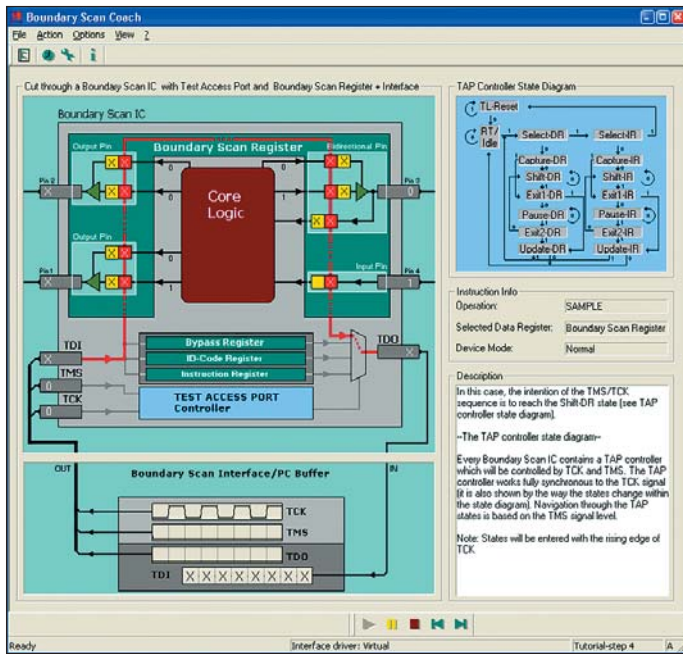 Boundary Scan Coach
File Action Options View ?
Cut through a Boundary Scan IC with Test Access Port and Boundary Scan Register + Interface
Boundary Scan IC
Output Pin
Boundary Scan Register
Bidirectional Pin
Pin 2
X
X
X
X
X
0
0
Core
Logic
0
1
X
X
X
X
X
X
Pin 3
0
Output Pin
Pin1
X
X
X
X
X
0
0
1
Input Pin
X
Pin 4
1
TDI
X
TMS
0
TCK
0
Bypass Register
ID-Code Register
Instruction Register
TEST ACCESS PORT
Controller
TDO
X
OUT
IN
Boundary Scan Interface/PC Buffer
TCK
TMS
TDO
TDI
X X X X X X X X
TAP Controller State Diagram
TL-Reset
RT/
Idle
Select-DR
Select-IR
Capture-DR
Capture-IR
Shift-DR
Shift-IR
Exit1-DR
Exit1-IR
Pause-DR
Pause-IR
Exit2-DR
Exit2-IR
Update-DR
Update-IR
Instruction Info
Operation: SAMPLE
Selected Data Register: Boundary Scan Register
Device Mode: Normal
Description
In this case, the intention of the TMS/TCK
sequence is to reach the Shift-DR state (see TAP
controller state diagram).
--The TAP controller state diagram--
Every Boundary Scan IC contains a TAP controller
which will be controlled by TCK and TMS. The TAP
controller works fully synchronous to the TCK signal
(it is also shown by the way the states change within
the state diagram). Navigation through the TAP
states is based on the TMS signal level.
Note: States will be entered with the rising edge of
TCK
Ready
Interface driver: Virtual
Tutorial-step 4
A